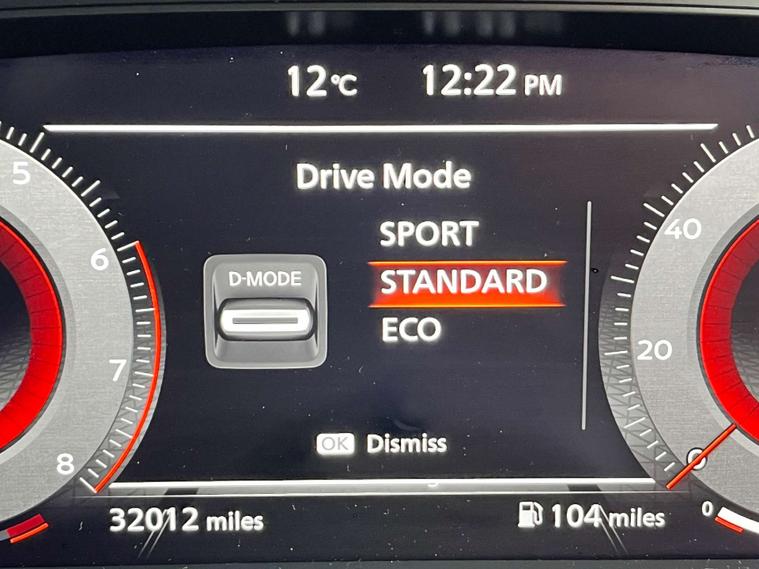 12°C 12:22 PM
Drive Mode
SPORT
D-MODE STANDARD
ECO
OK Dismiss
32012 miles 104 miles
5
6
7
8
40
20
0
0